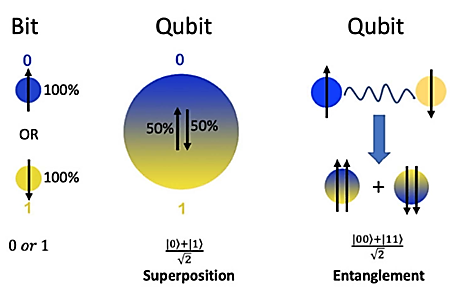 Bit
0
100%
OR
100%
1
0 or 1
Qubit
0
50% 50%
1
|0⟩+|1⟩
√2
Superposition
Qubit
+
|00⟩+|11⟩
√2
Entanglement